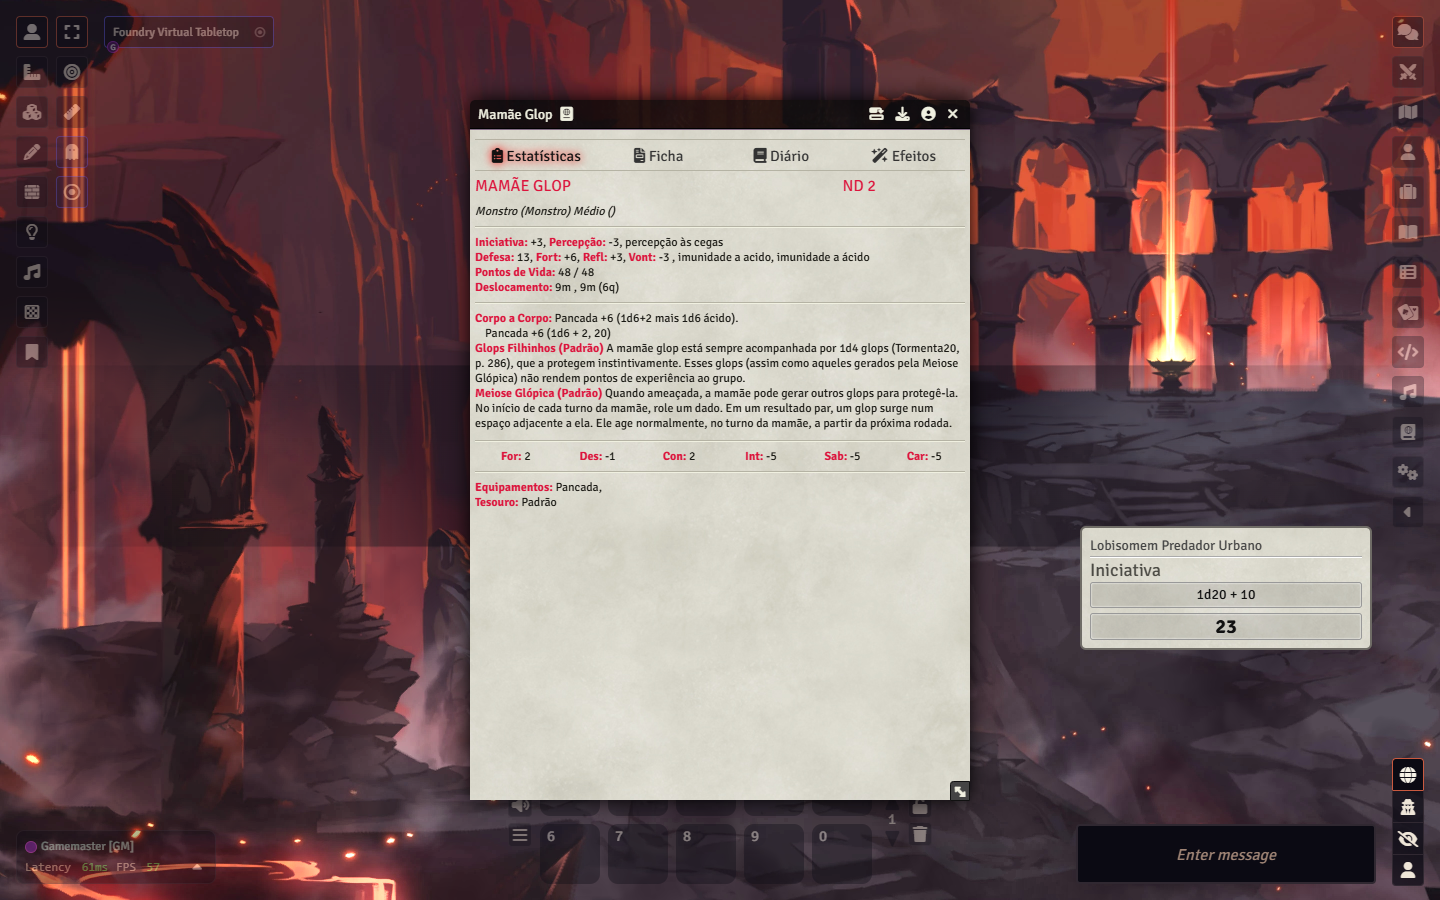 Foundry Virtual Tabletop
G
Mamãe Glop
Estatísticas
Ficha
Diário
Efeitos
MAMÃE GLOP
ND 2
Monstro (Monstro) Médio ()
Iniciativa: +3, Percepção: -3, percepção às cegas
Defesa: 13, Fort: +6, Refl: +3, Vont: -3 , imunidade a acido, imunidade a ácido
Pontos de Vida: 48 / 48
Deslocamento: 9m , 9m (6q)
Corpo a Corpo: Pancada +6 (1d6+2 mais 1d6 ácido).
Pancada +6 (1d6 + 2, 20)
Glops Filhinhos (Padrão) A mamãe glop está sempre acompanhada por 1d4 glops (Tormenta20,
p. 286), que a protegem instintivamente. Esses glops (assim como aqueles gerados pela Meiose
Glópica) não rendem pontos de experiência ao grupo.
Meiose Glópica (Padrão) Quando ameaçada, a mamãe pode gerar outros glops para protegê-la.
No início de cada turno da mamãe, role um dado. Em um resultado par, um glop surge num
espaço adjacente a ela. Ele age normalmente, no turno da mamãe, a partir da próxima rodada.
For: 2
Des: -1
Con: 2
Int: -5
Sab: -5
Car: -5
Equipamentos: Pancada,
Tesouro: Padrão
Lobisomem Predador Urbano
Iniciativa
1d20 + 10
23
6
7
8
9
0
1
Gamemaster [GM]
Latency 61ms FPS 57
Enter message